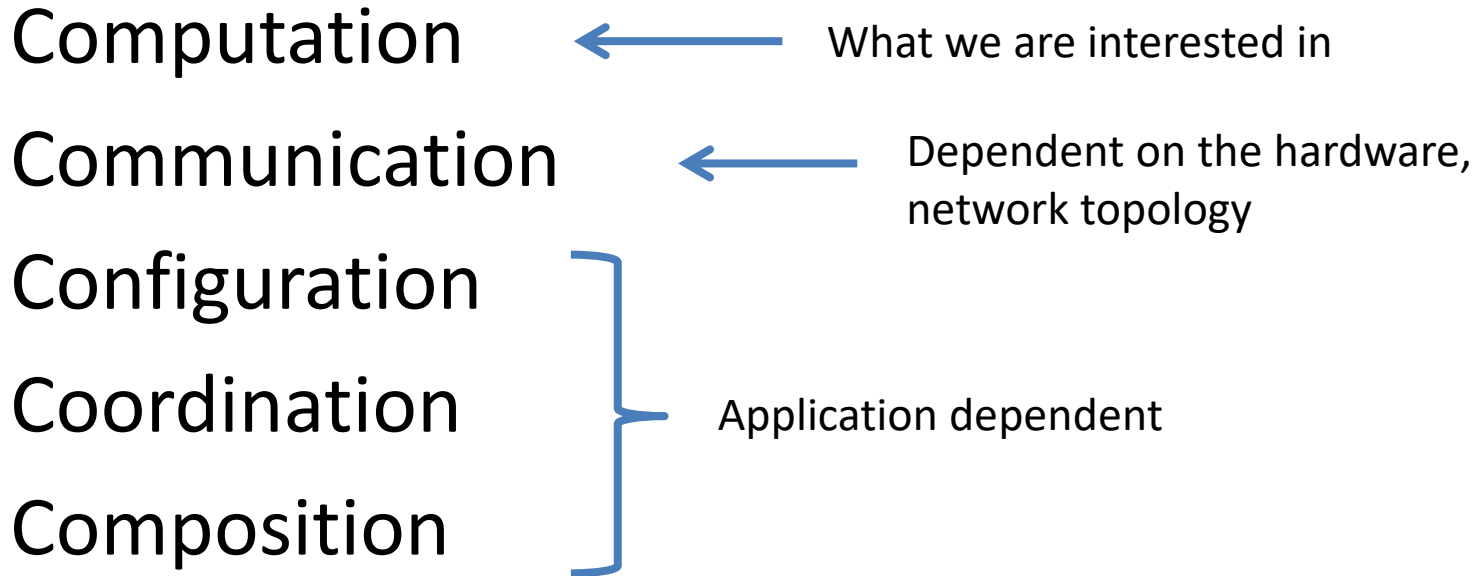 Computation
What we are interested in
Communication
Dependent on the hardware,
network topology
Configuration
Coordination
Application dependent
Composition